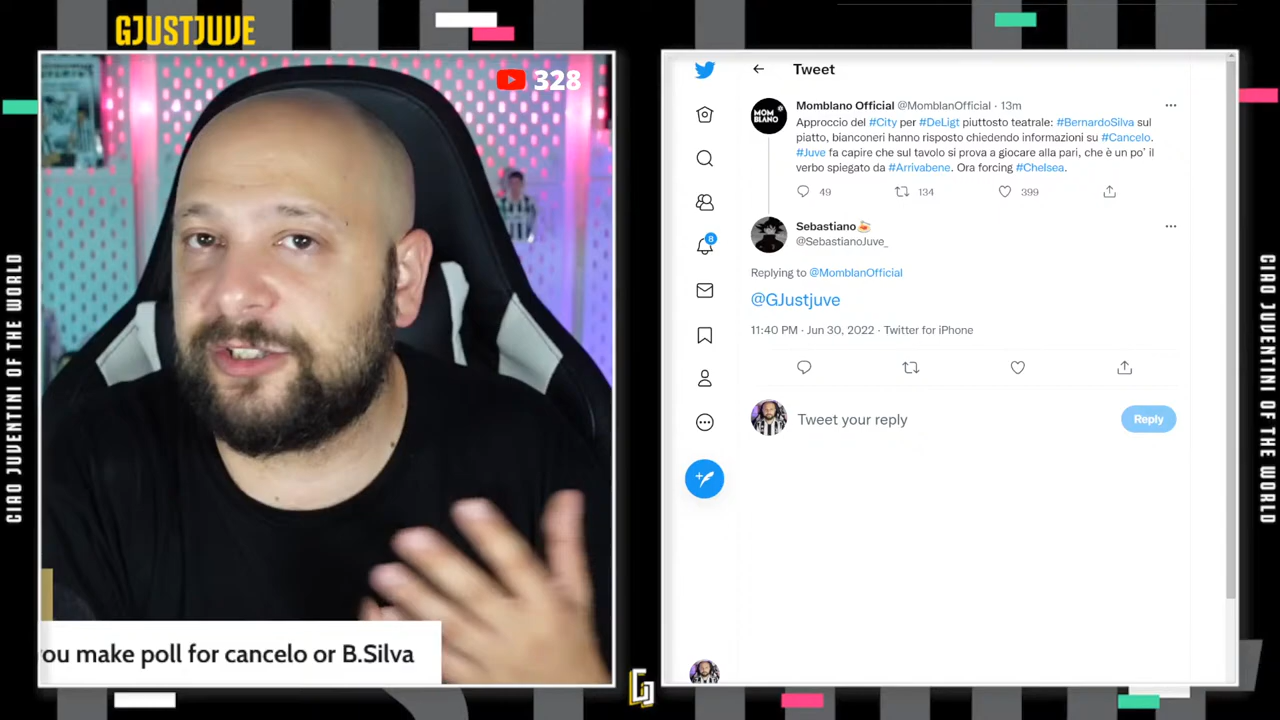 GJUSTJUVE
328
CIAO JUVENTINI OF THE WORLD
ou make poll for cancelo or B.Silva
Tweet
Momblano Official @MomblanOfficial · 13m
Approccio del #City per #DeLigt piuttosto teatrale: #BernardoSilva sul
piatto, bianconeri hanno risposto chiedendo informazioni su #Cancelo.
#Juve fa capire che sul tavolo si prova a giocare alla pari, che è un po' il
verbo spiegato da #Arrivabene. Ora forcing #Chelsea.
49 134 399
MOM
BLANO
8
Sebastiano
@SebastianoJuve_
Replying to @MomblanOfficial
@GJustjuve
11:40 PM · Jun 30, 2022 · Twitter for iPhone
Tweet your reply
Reply
CIAO JUVENTINI OF THE WORLD